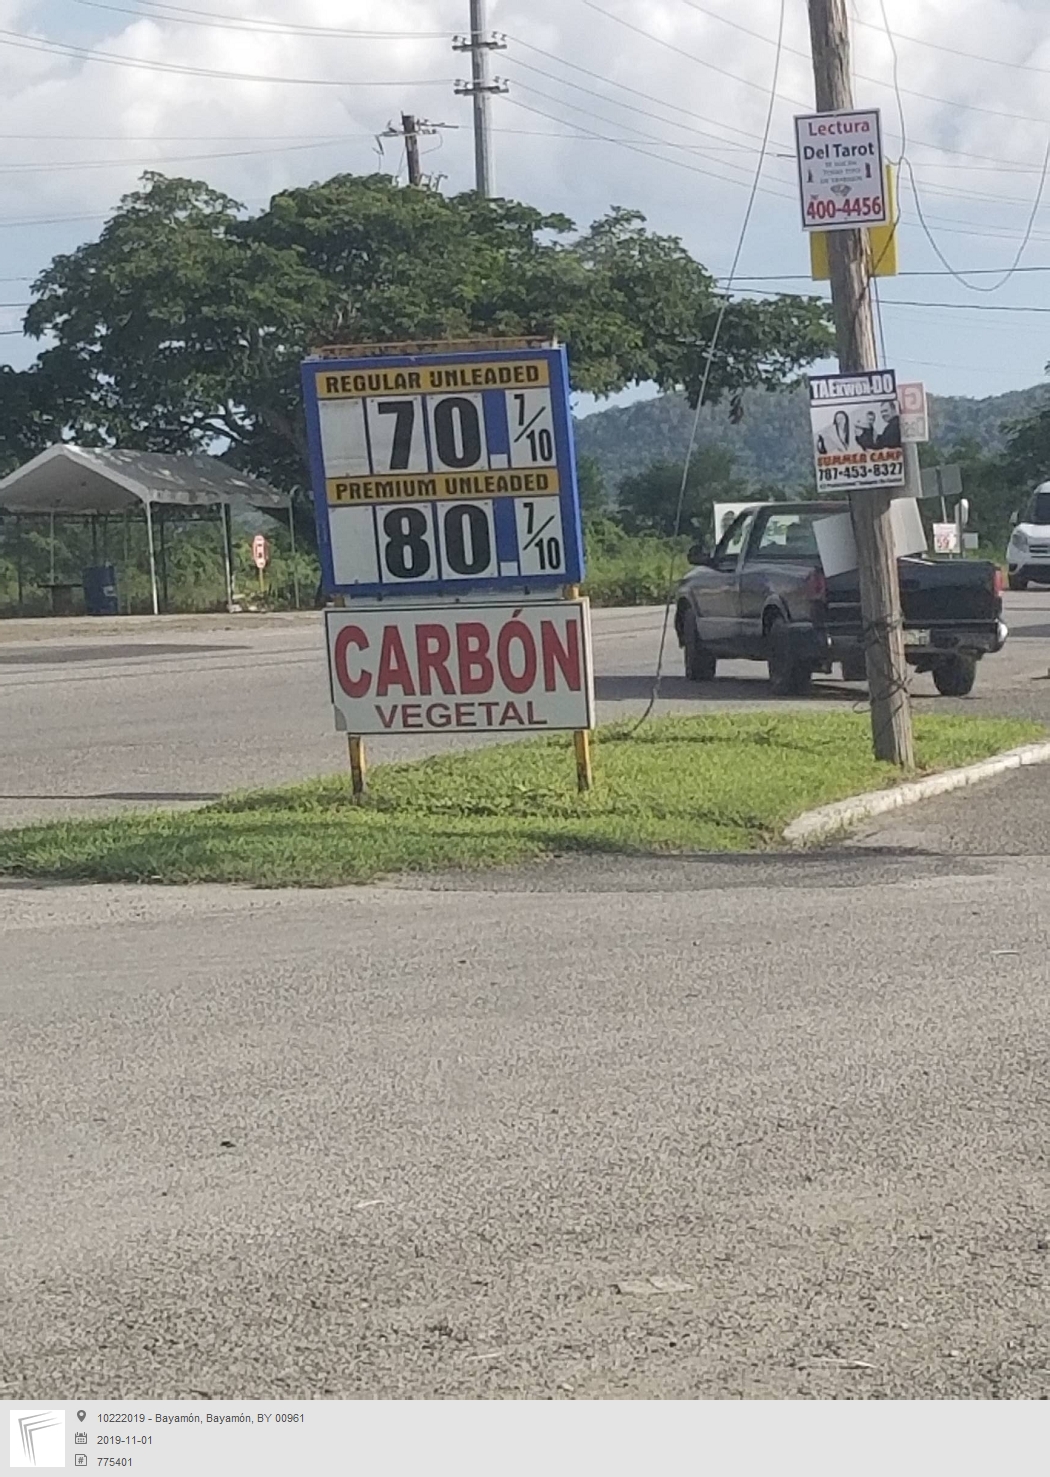 Lectura
Del Tarot
400-4456
TAEKWON-DO
SUMMER CAMP
787-453-8327
REGULAR UNLEADED
70 7/10
PREMIUM UNLEADED
80 7/10
CARBÓN
VEGETAL
10222019 - Bayamón, Bayamón, BY 00961
2019-11-01
775401